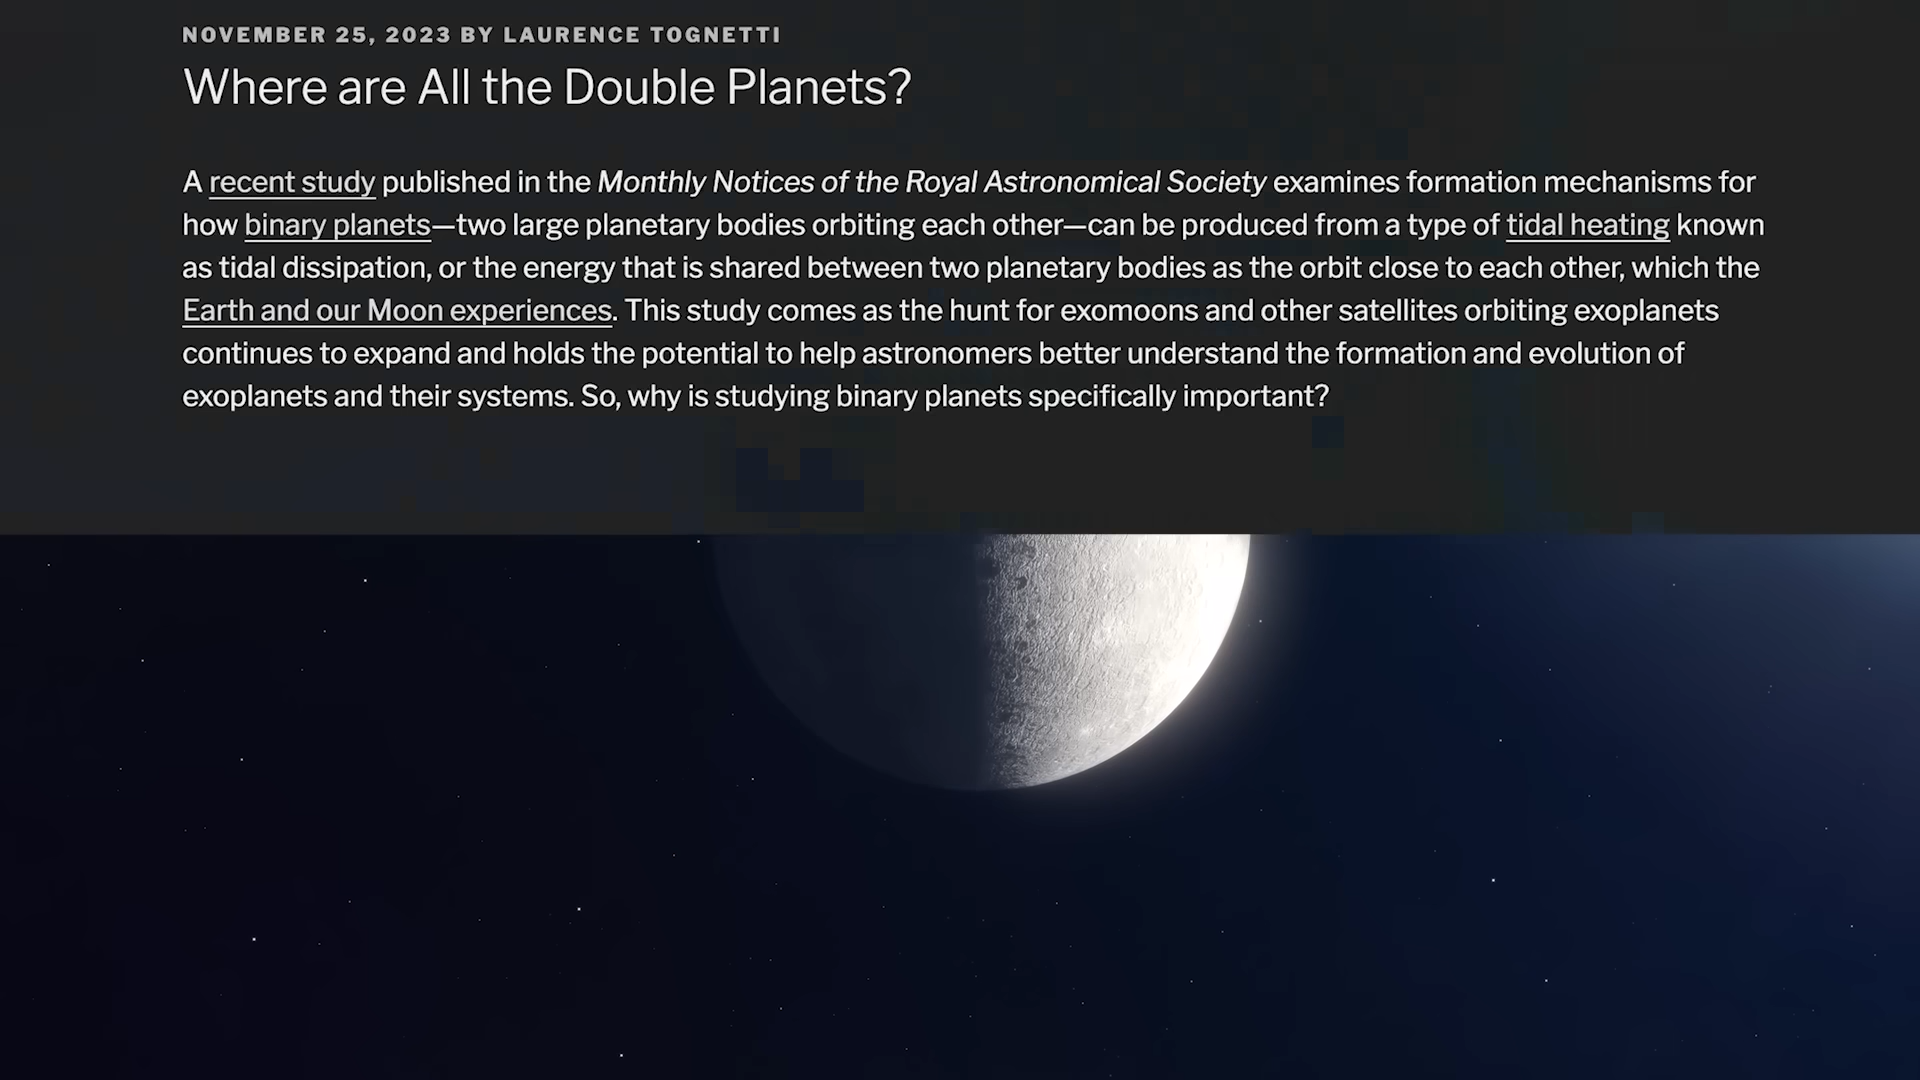 NOVEMBER 25, 2023 BY LAURENCE TOGNETTI
Where are All the Double Planets?
A recent study published in the Monthly Notices of the Royal Astronomical Society examines formation mechanisms for
how binary planets—two large planetary bodies orbiting each other—can be produced from a type of tidal heating known
as tidal dissipation, or the energy that is shared between two planetary bodies as the orbit close to each other, which the
Earth and our Moon experiences. This study comes as the hunt for exomoons and other satellites orbiting exoplanets
continues to expand and holds the potential to help astronomers better understand the formation and evolution of
exoplanets and their systems. So, why is studying binary planets specifically important?